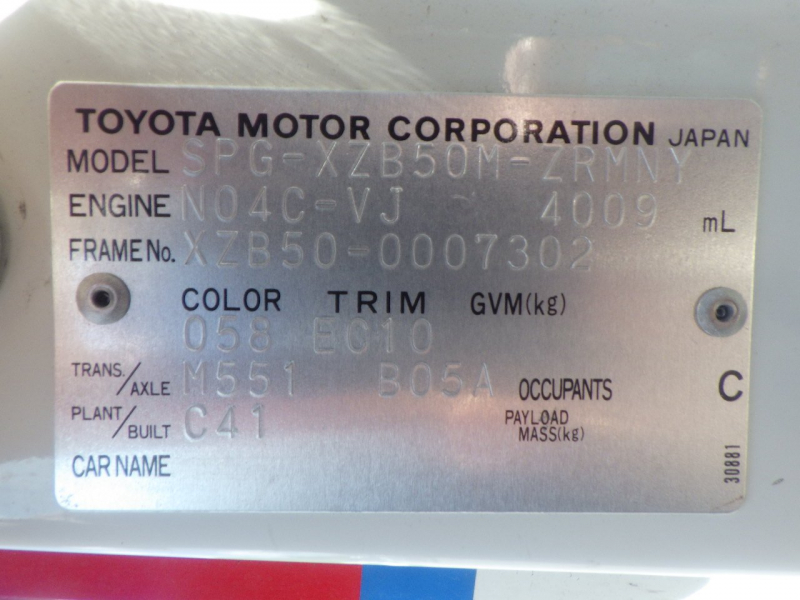 TOYOTA MOTOR CORPORATION JAPAN
MODEL SPG-XZB50M-ZRMNY
ENGINE N04C-VJ 4009 mL
FRAME No. XZB50-0007302
COLOR TRIM GVM(kg)
058 EC10
TRANS./AXLE M551 B05A OCCUPANTS C
PLANT/BUILT C41 PAYLOAD MASS(kg)
CAR NAME
30881